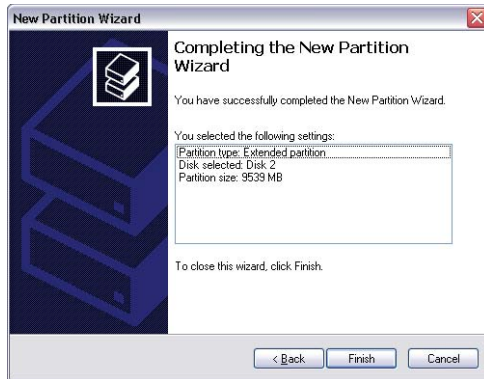 New Partition Wizard
Completing the New Partition
Wizard
You have successfully completed the New Partition Wizard.
You selected the following settings:
Partition type: Extended partition
Disk selected: Disk 2
Partition size: 9539 MB
To close this wizard, click Finish.
< Back Finish Cancel